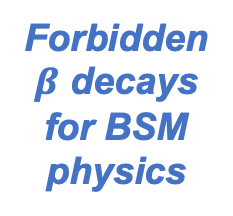 Forbidden
β decays
for BSM
physics